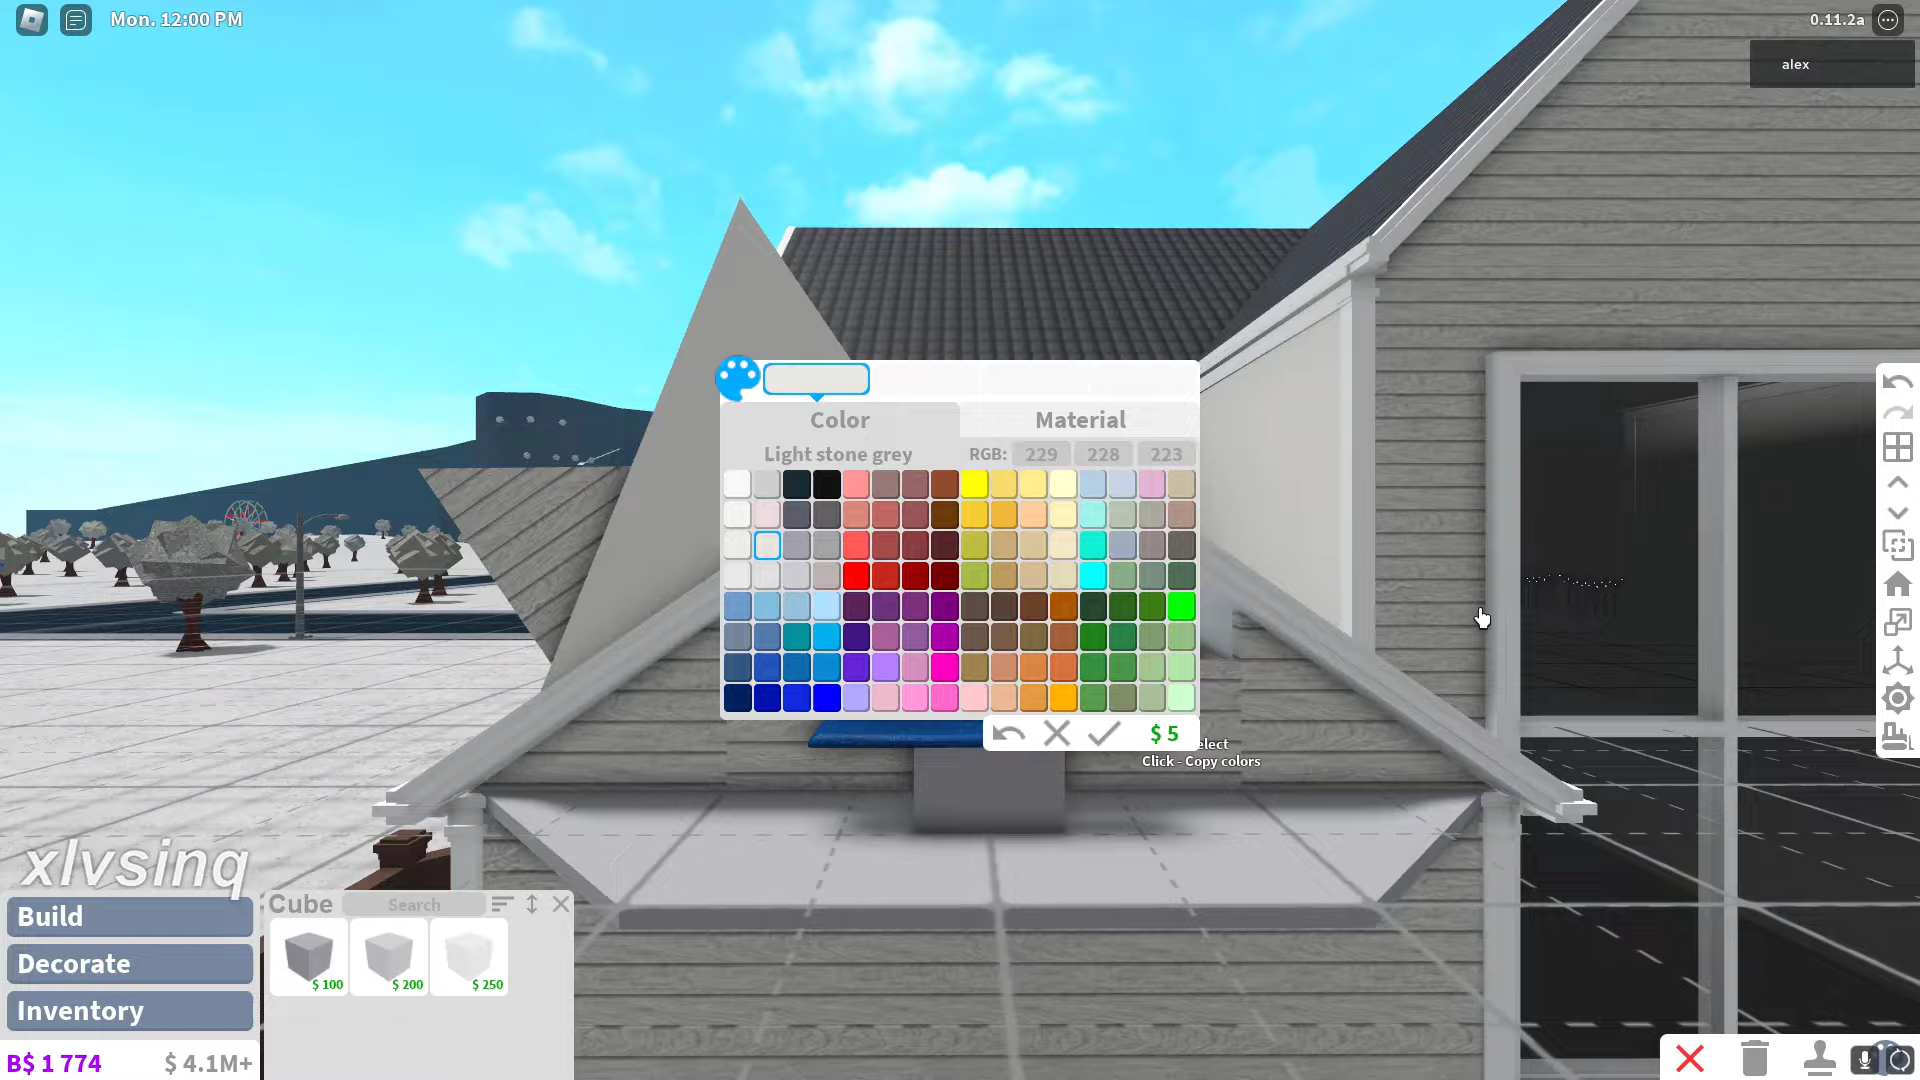 Mon. 12:00 PM
0.11.2a
alex
Color
Material
Light stone grey
RGB: 229 228 223
$ 5
elect
Click - Copy colors
xlvsinq
Build
Decorate
Inventory
B$ 1 774
$ 4.1M+
Cube
Search
$ 100
$ 200
$ 250